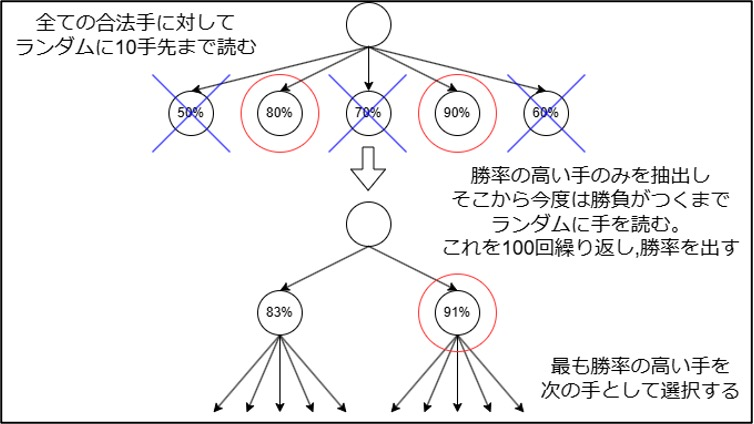 全ての合法手に対して
ランダムに10手先まで読む
50%
80%
70%
90%
60%
勝率の高い手のみを抽出し
そこから今度は勝負がつくまで
ランダムに手を読む。
これを100回繰り返し,勝率を出す
83%
91%
最も勝率の高い手を
次の手として選択する